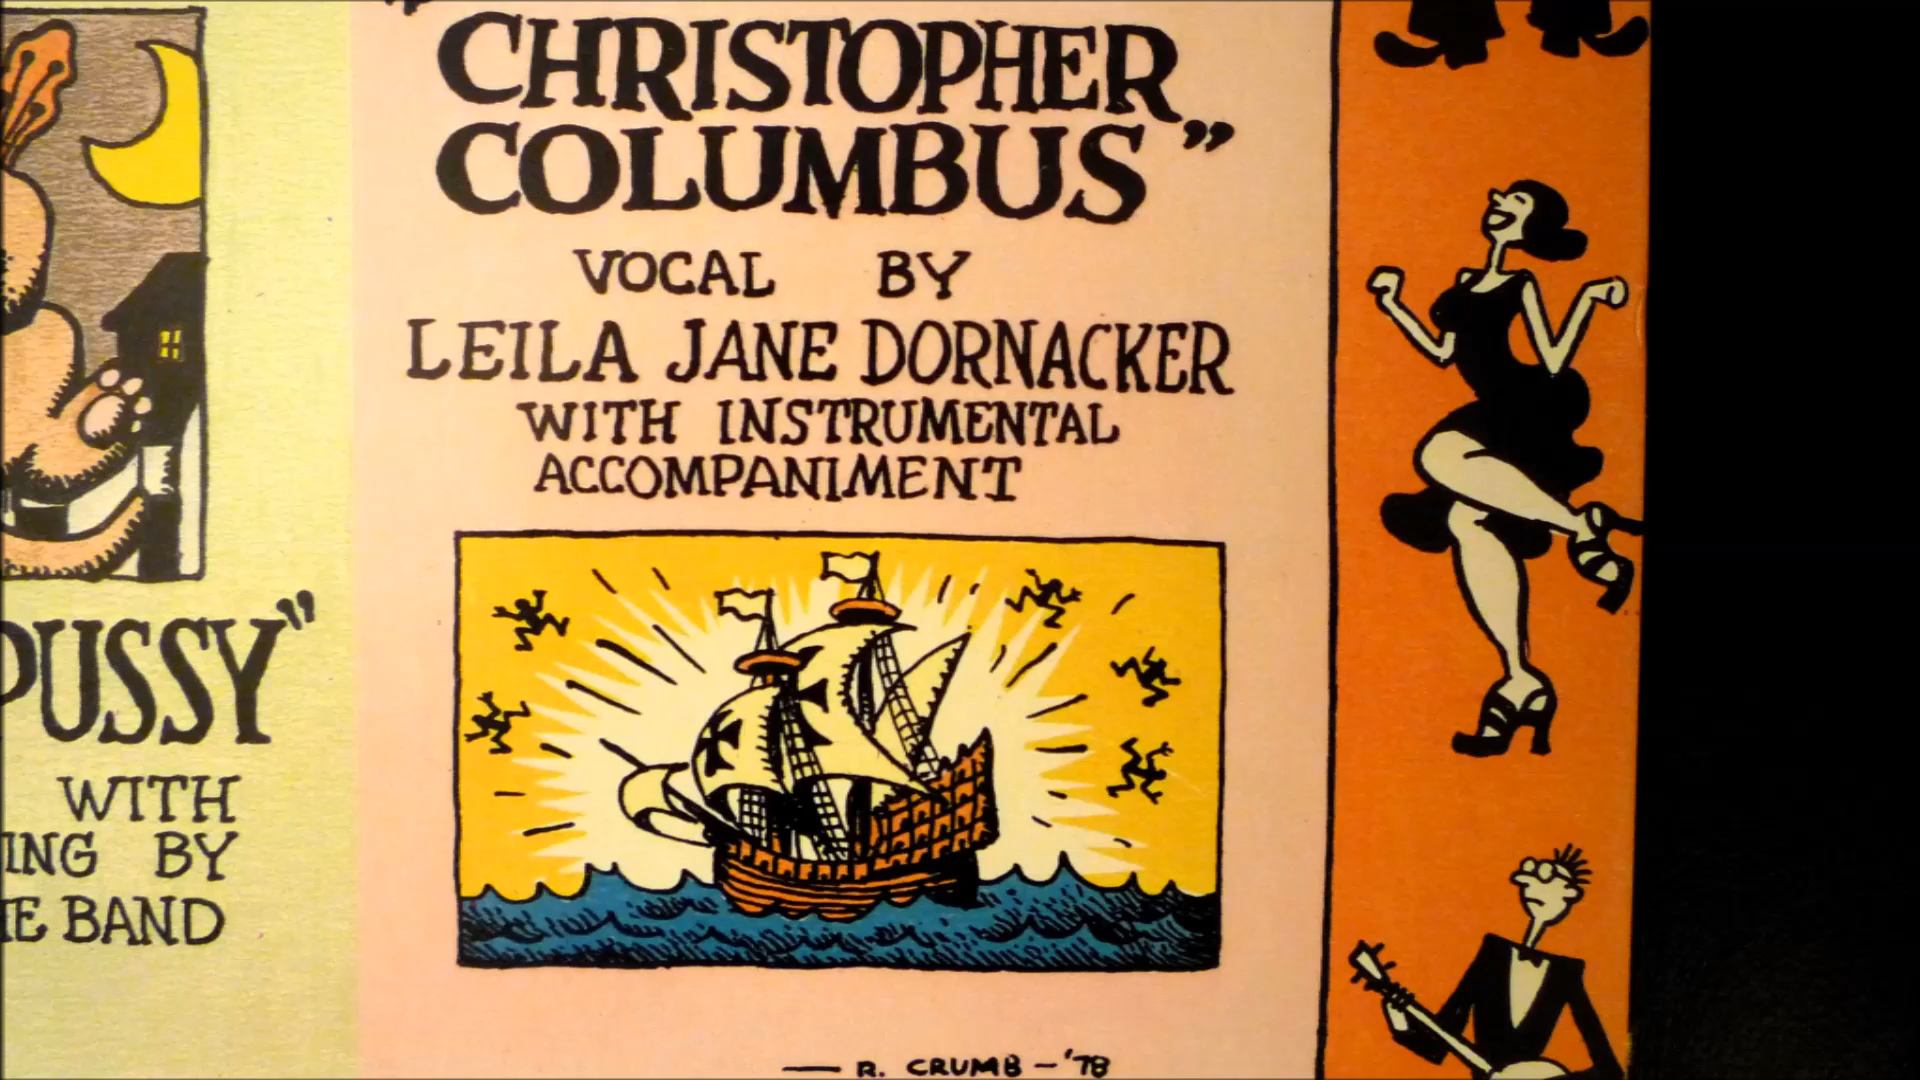 "CHRISTOPHER
COLUMBUS"
VOCAL BY
LEILA JANE DORNACKER
WITH INSTRUMENTAL
ACCOMPANIMENT
R. CRUMB - '78
PUSSY"
WITH
ING BY
BAND